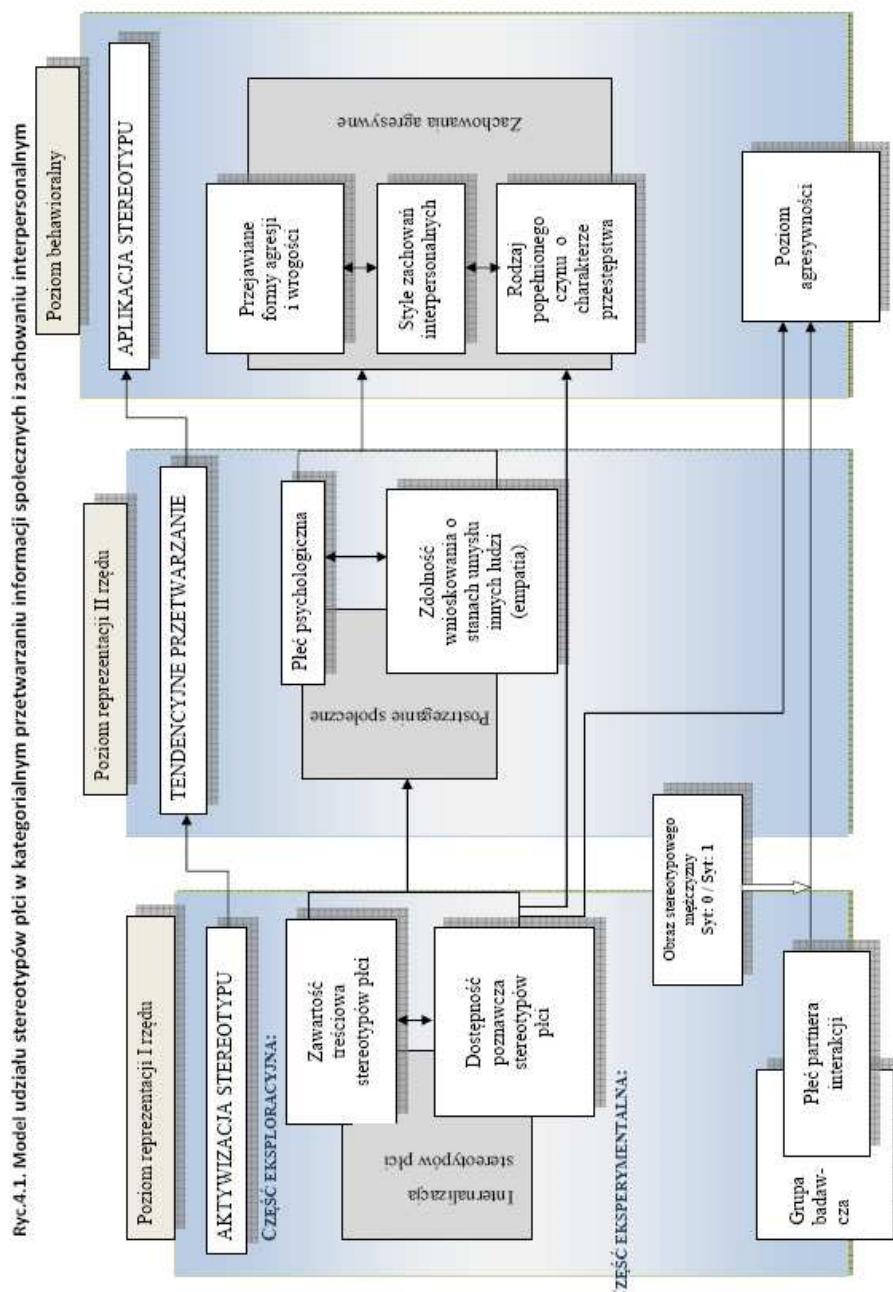 Ryc.4.1. Model udziału stereotypów płci w kategorialnym przetwarzaniu informacji społecznych i zachowaniu interpersonalnym
Poziom reprezentacji I rzędu
AKTYWIZACJA STEREOTYPU
CZĘŚĆ EKSPLORACYJNA:
Internalizacja
stereotypów płci
Zawartość
treściowa
stereotypów płci
Dostępność
poznawcza
stereotypów
płci
CZĘŚĆ EKSPERYMENTALNA:
Grupa
badaw-
cza
Płeć partnera
interakcji
Obraz stereotypowego
mężczyzny
Syt: 0 / Syt: 1
Poziom reprezentacji II rzędu
TENDENCYJNE PRZETWARZANIE
Postrzeganie społeczne
Płeć psychologiczna
Zdolność
wnioskowania o
stanach umysłu
innych ludzi
(empatia)
Poziom behawioralny
APLIKACJA STEREOTYPU
Zachowania agresywne
Przejawiane
formy agresji
i wrogości
Style zachowań
interpersonalnych
Rodzaj
popełnionego
czynu o
charakterze
przestępstwa
Poziom
agresywności